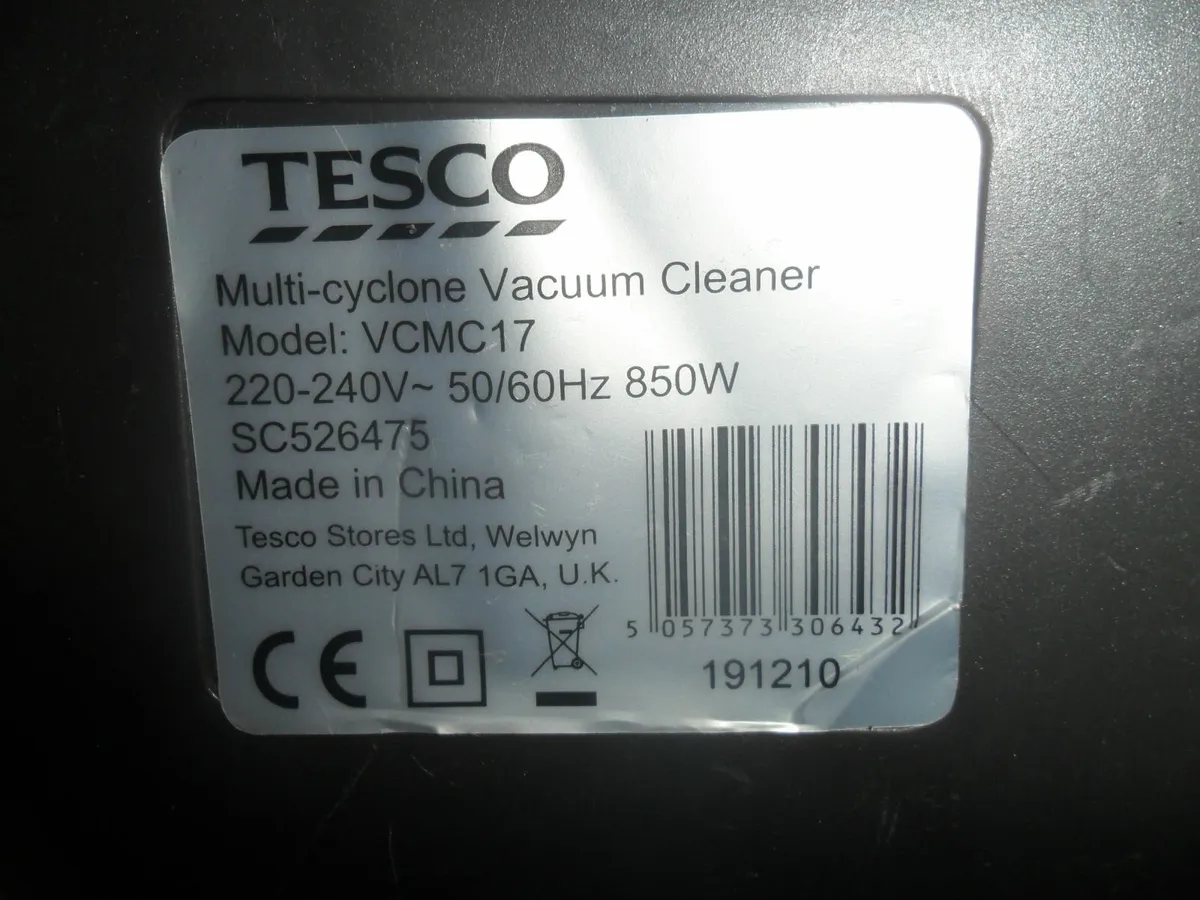 TESCO
Multi-cyclone Vacuum Cleaner
Model: VCMC17
220-240V~ 50/60Hz 850W
SC526475
Made in China
Tesco Stores Ltd, Welwyn
Garden City AL7 1GA, U.K.
5 057373 306432
CE
191210